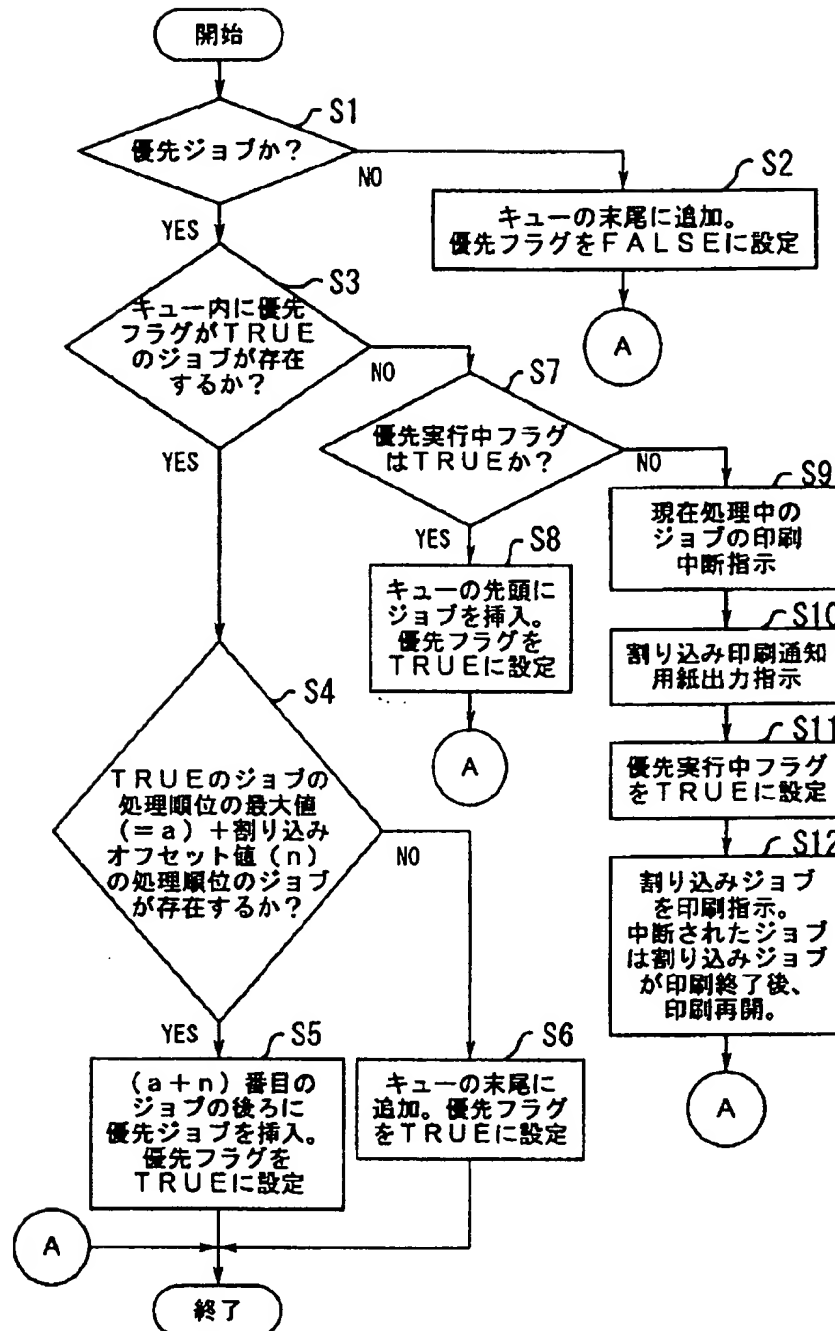 開始
S1
優先ジョブか？
NO
YES
S2
キューの末尾に追加。
優先フラグをＦＡＬＳＥに設定
A
S3
キュー内に優先
フラグがＴＲＵＥ
のジョブが存在
するか？
NO
YES
S7
優先実行中フラグ
はＴＲＵＥか？
NO
YES
S8
キューの先頭に
ジョブを挿入。
優先フラグを
ＴＲＵＥに設定
A
S9
現在処理中の
ジョブの印刷
中断指示
S10
割り込み印刷通知
用紙出力指示
S11
優先実行中フラグ
をＴＲＵＥに設定
S12
割り込みジョブ
を印刷指示。
中断されたジョブ
は割り込みジョブ
が印刷終了後、
印刷再開。
A
S4
ＴＲＵＥのジョブの
処理順位の最大値
（＝ａ）＋割り込み
オフセット値（ｎ）
の処理順位のジョブ
が存在するか？
NO
YES
S5
（ａ＋ｎ）番目の
ジョブの後ろに
優先ジョブを挿入。
優先フラグを
ＴＲＵＥに設定
S6
キューの末尾に
追加。優先フラグ
をＴＲＵＥに設定
A
終了